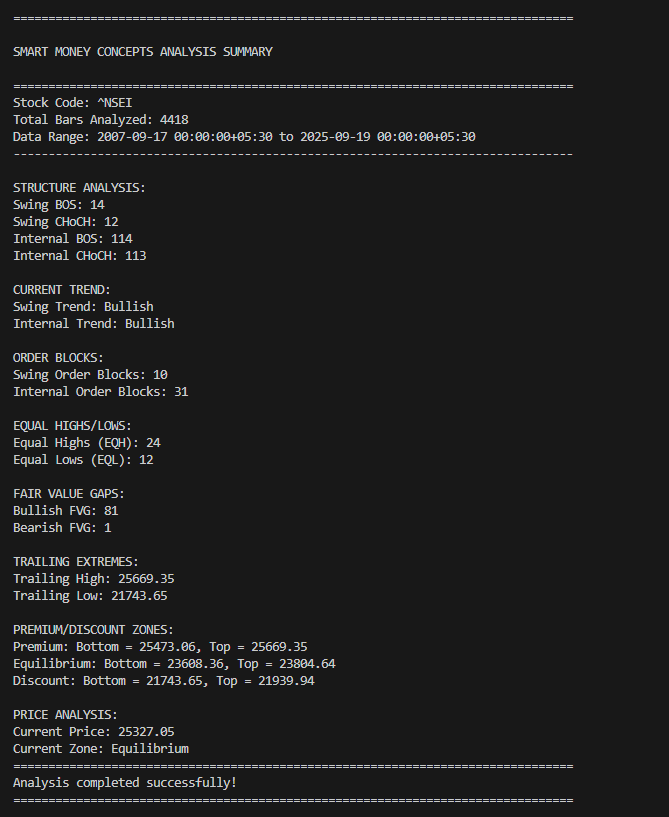 ================================================================================
SMART MONEY CONCEPTS ANALYSIS SUMMARY
================================================================================
Stock Code: ^NSEI
Total Bars Analyzed: 4418
Data Range: 2007-09-17 00:00:00+05:30 to 2025-09-19 00:00:00+05:30
--------------------------------------------------------------------------------
STRUCTURE ANALYSIS:
Swing BOS: 14
Swing CHoCH: 12
Internal BOS: 114
Internal CHoCH: 113
CURRENT TREND:
Swing Trend: Bullish
Internal Trend: Bullish
ORDER BLOCKS:
Swing Order Blocks: 10
Internal Order Blocks: 31
EQUAL HIGHS/LOWS:
Equal Highs (EQH): 24
Equal Lows (EQL): 12
FAIR VALUE GAPS:
Bullish FVG: 81
Bearish FVG: 1
TRAILING EXTREMES:
Trailing High: 25669.35
Trailing Low: 21743.65
PREMIUM/DISCOUNT ZONES:
Premium: Bottom = 25473.06, Top = 25669.35
Equilibrium: Bottom = 23608.36, Top = 23804.64
Discount: Bottom = 21743.65, Top = 21939.94
PRICE ANALYSIS:
Current Price: 25327.05
Current Zone: Equilibrium
================================================================================
Analysis completed successfully!
================================================================================